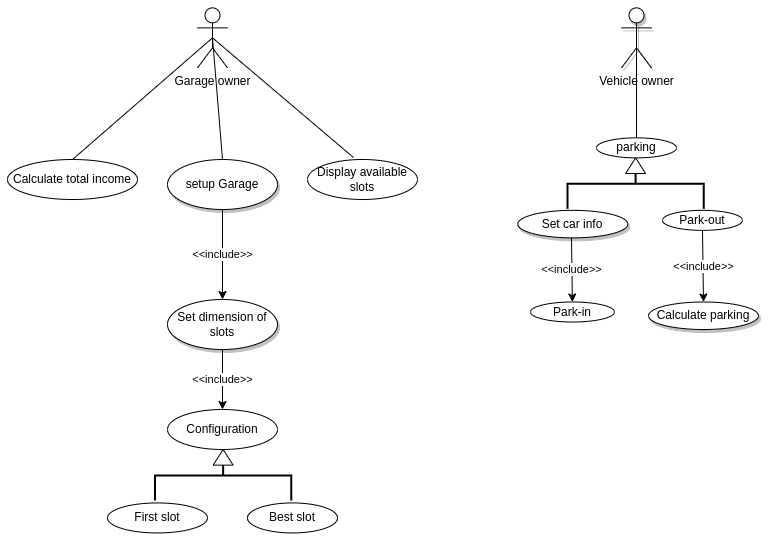 Garage owner
Vehicle owner
Calculate total income
setup Garage
Display available
slots
parking
Set car info
Park-out
<<include>>
<<include>>
<<include>>
Park-in
Calculate parking
Set dimension of
slots
<<include>>
Configuration
First slot
Best slot